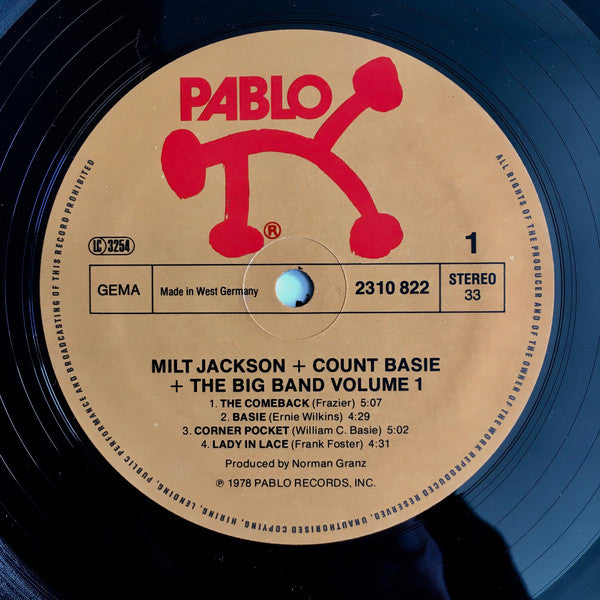 PABLO
®
LC 3254
1
GEMA
Made in West Germany
2310 822
STEREO
33
MILT JACKSON + COUNT BASIE
+ THE BIG BAND VOLUME 1
1. THE COMEBACK (Frazier) 5:07
2. BASIE (Ernie Wilkins) 4:29
3. CORNER POCKET (William C. Basie) 5:02
4. LADY IN LACE (Frank Foster) 4:31
Produced by Norman Granz
℗ 1978 PABLO RECORDS, INC.
ALL RIGHTS OF THE PRODUCER AND OF THE OWNER OF THE WORK REPRODUCED RESERVED. UNAUTHORISED COPYING, HIRING, LENDING, PUBLIC PERFORMANCE AND BROADCASTING OF THIS RECORD PROHIBITED